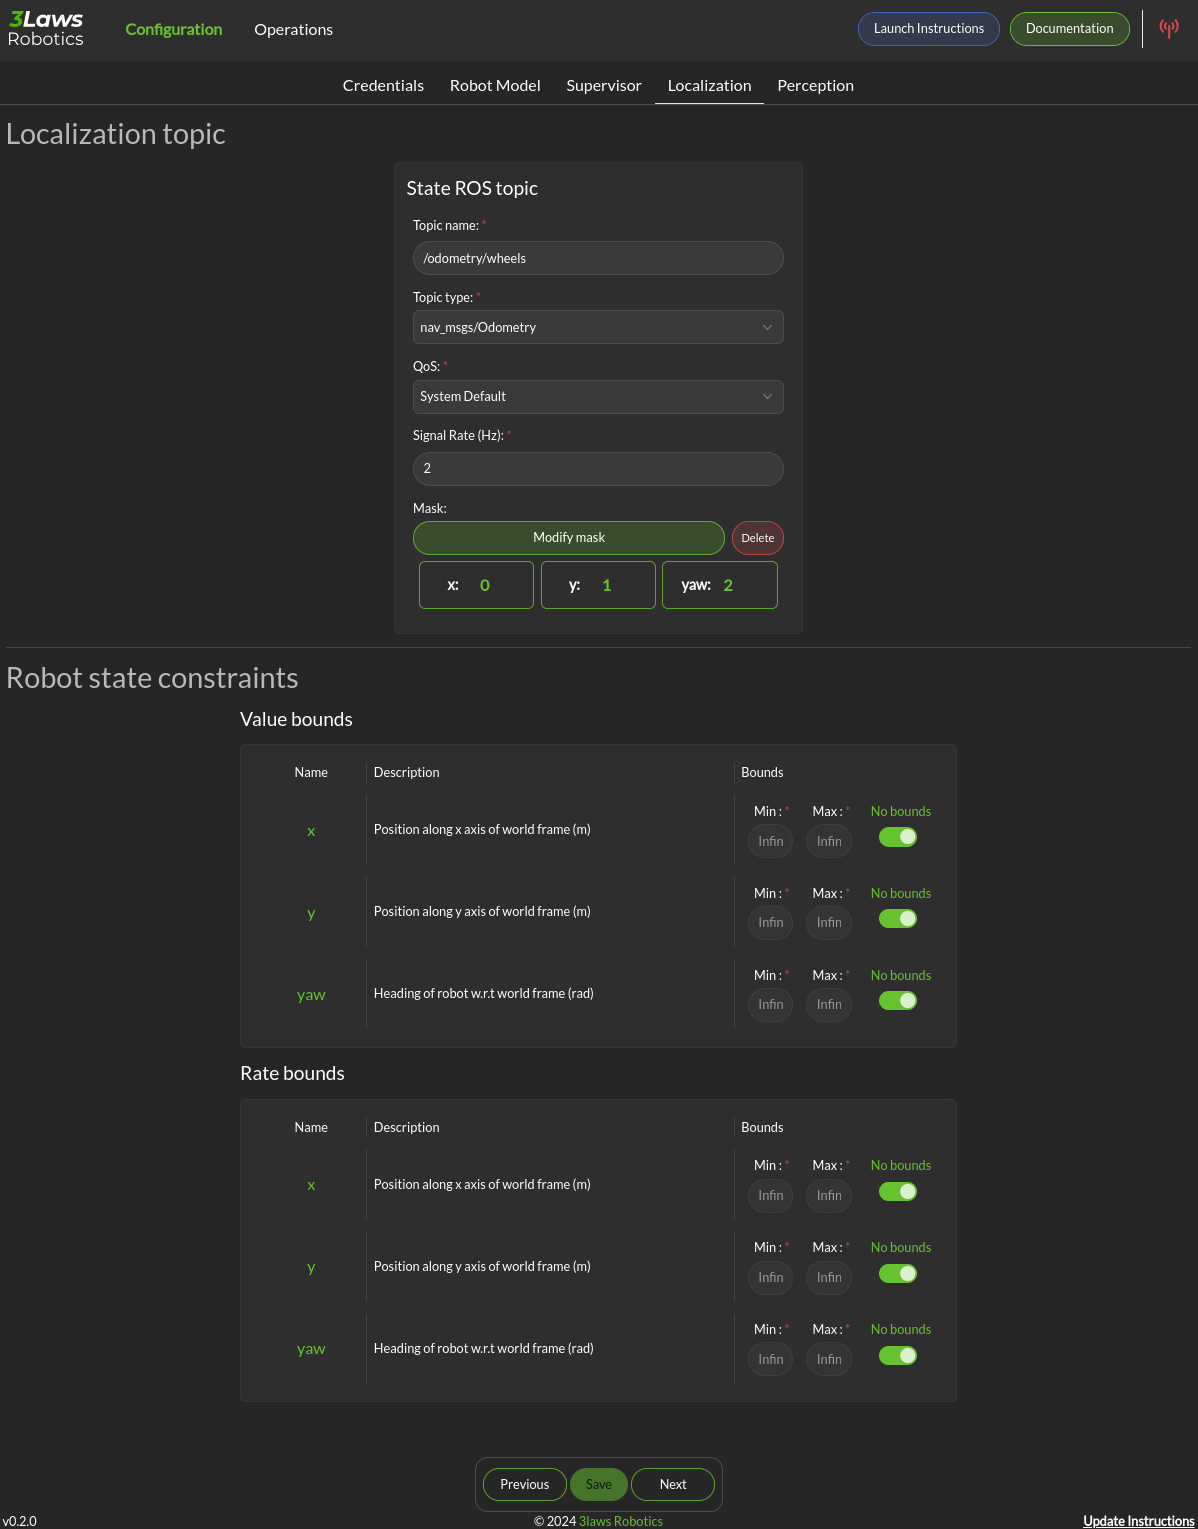 3Laws
Robotics
Configuration
Operations
Launch Instructions
Documentation
Credentials
Robot Model
Supervisor
Localization
Perception
Localization topic
State ROS topic
Topic name: *
/odometry/wheels
Topic type: *
nav_msgs/Odometry
QoS: *
System Default
Signal Rate (Hz): *
2
Mask:
Modify mask
Delete
x: 0
y: 1
yaw: 2
Robot state constraints
Value bounds
Name Description Bounds
Min : * Max : * No bounds
x Position along x axis of world frame (m)
Infin Infin
Min : * Max : * No bounds
y Position along y axis of world frame (m)
Infin Infin
Min : * Max : * No bounds
yaw Heading of robot w.r.t world frame (rad)
Infin Infin
Rate bounds
Name Description Bounds
Min : * Max : * No bounds
x Position along x axis of world frame (m)
Infin Infin
Min : * Max : * No bounds
y Position along y axis of world frame (m)
Infin Infin
Min : * Max : * No bounds
yaw Heading of robot w.r.t world frame (rad)
Infin Infin
Previous
Save
Next
v0.2.0
© 2024 3laws Robotics
Update Instructions